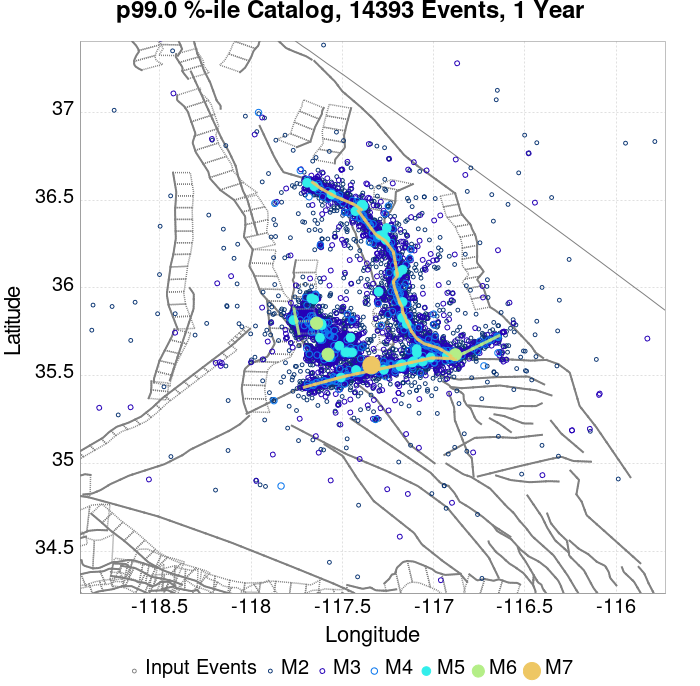 p99.0 %-ile Catalog, 14393 Events, 1 Year
37
36.5
36
35.5
35
34.5
Latitude
-118.5 -118 -117.5 -117 -116.5 -116
Longitude
Input Events M2 M3 M4 M5 M6 M7